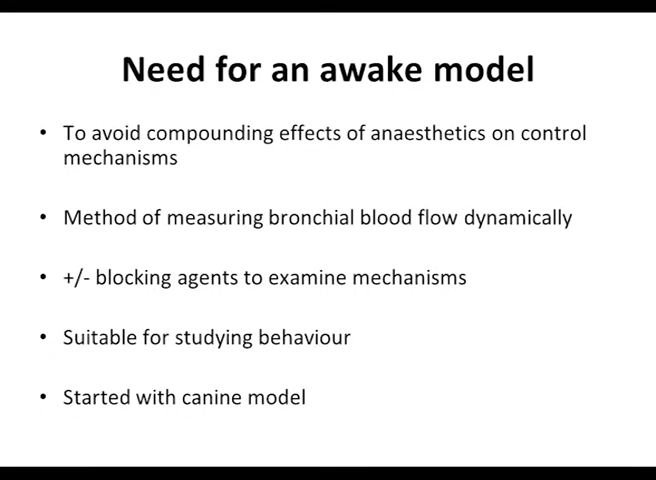 Need for an awake model
• To avoid compounding effects of anaesthetics on control
mechanisms
• Method of measuring bronchial blood flow dynamically
• +/- blocking agents to examine mechanisms
• Suitable for studying behaviour
• Started with canine model